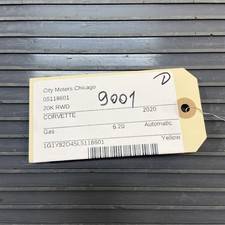 City Motors Chicago
D
05118601
9001
20K RWD
2020
CORVETTE
Gas 6.2L Automatic
Yellow
1G1Y82D45L5118601